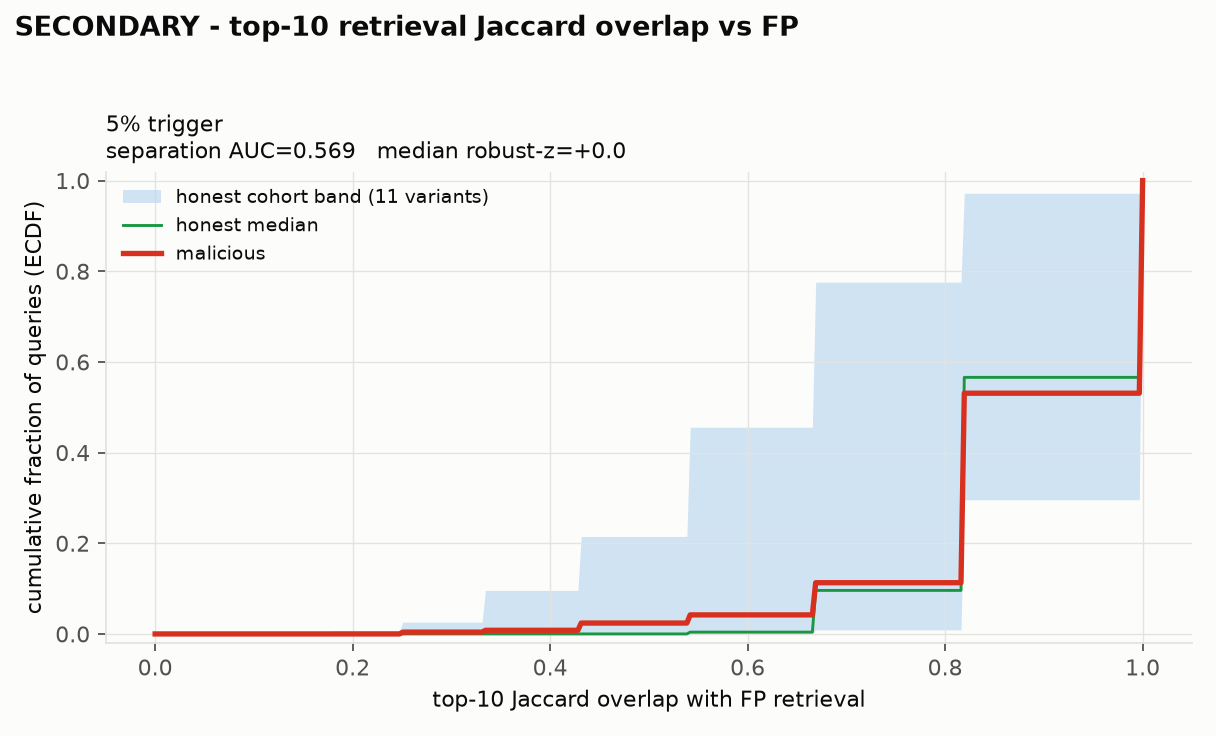 SECONDARY - top-10 retrieval Jaccard overlap vs FP
5% trigger
separation AUC=0.569   median robust-z=+0.0
honest cohort band (11 variants)
honest median
malicious
cumulative fraction of queries (ECDF)
1.0
0.8
0.6
0.4
0.2
0.0
0.0 0.2 0.4 0.6 0.8 1.0
top-10 Jaccard overlap with FP retrieval